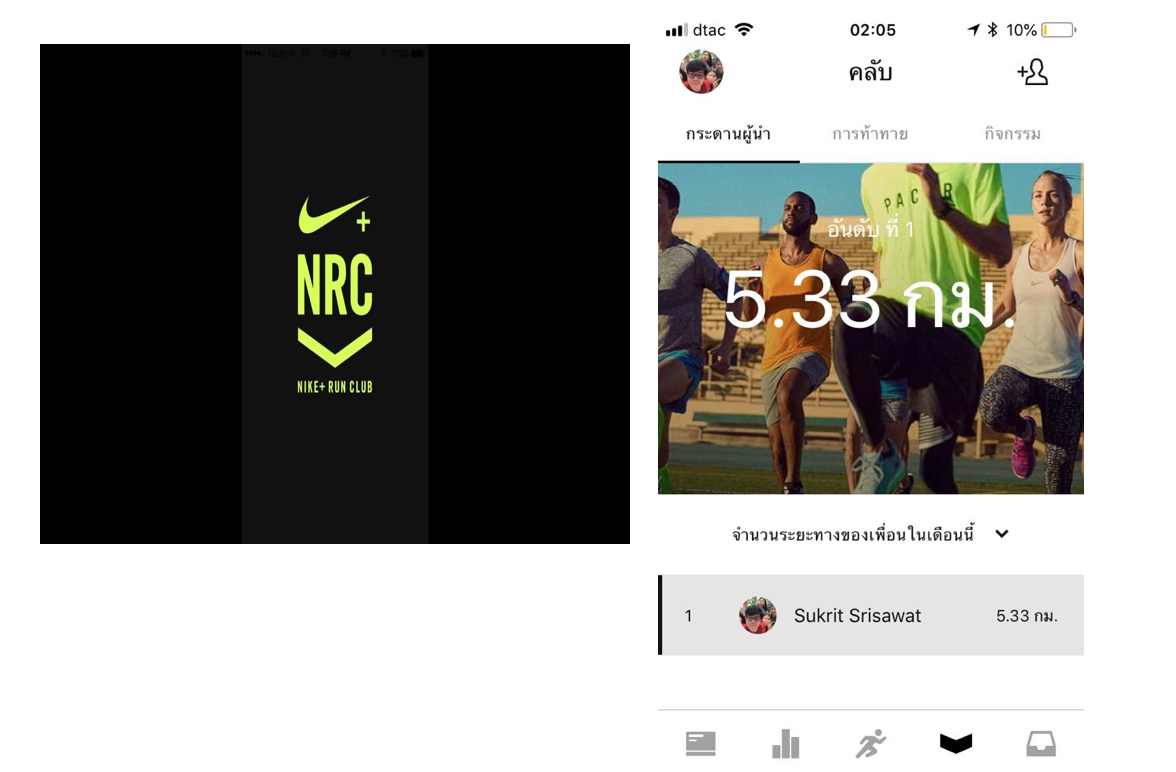 NRC
NIKE+ RUN CLUB
dtac
02:05
10%
คลับ
กระดานผู้นำ
การท้าทาย
กิจกรรม
PACER
อันดับ ที่ 1
5.33 กม.
จำนวนระยะทางของเพื่อนในเดือนนี้
1 Sukrit Srisawat 5.33 กม.